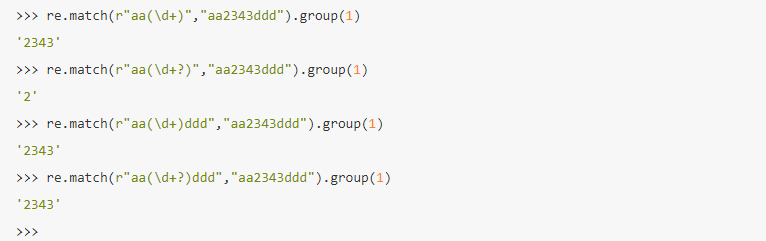 >>> re.match(r"aa(\d+)","aa2343ddd").group(1)
'2343'
>>> re.match(r"aa(\d+?)","aa2343ddd").group(1)
'2'
>>> re.match(r"aa(\d+)ddd","aa2343ddd").group(1)
'2343'
>>> re.match(r"aa(\d+?)ddd","aa2343ddd").group(1)
'2343'
>>>